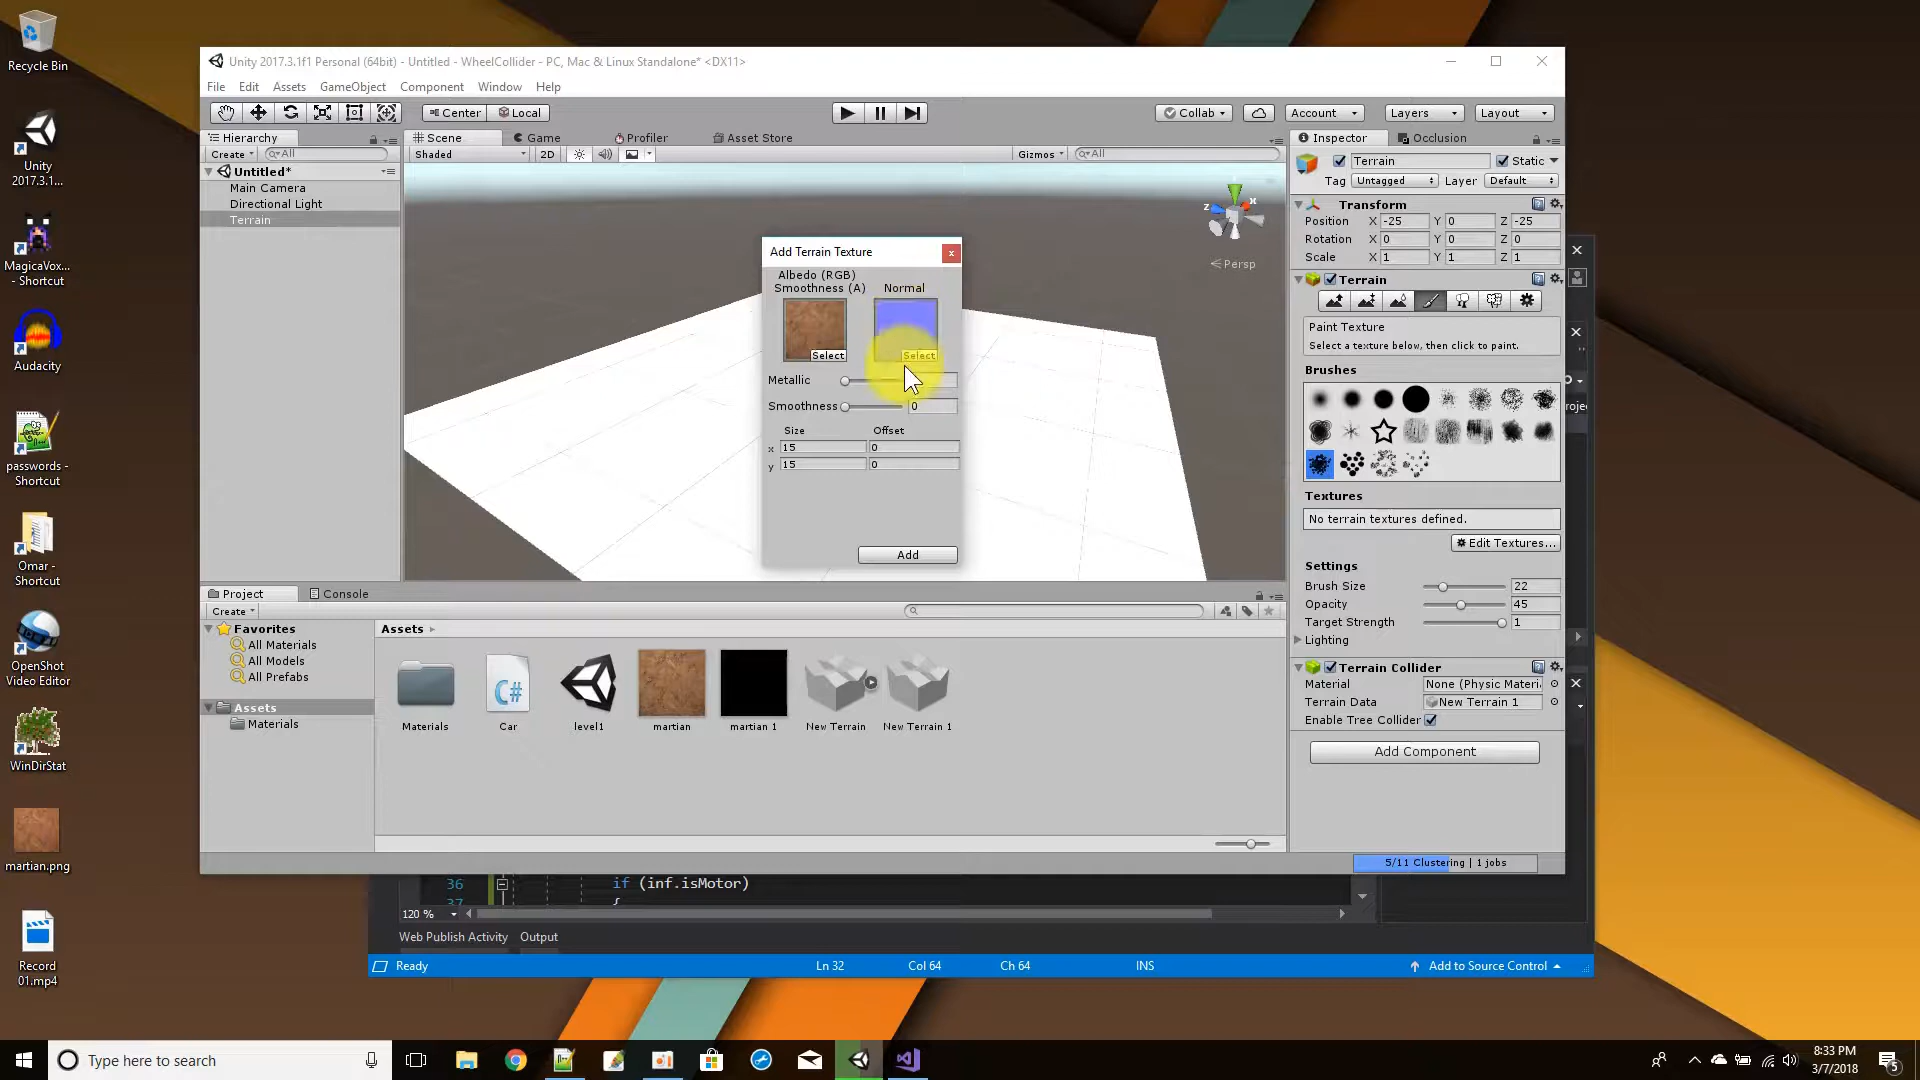 Recycle Bin
Unity
2017.3.1...
MagicaVox...
- Shortcut
Audacity
passwords -
Shortcut
Omar -
Shortcut
OpenShot
Video Editor
WinDirStat
martian.png
Record
01.mp4
Unity 2017.3.1f1 Personal (64bit) - Untitled - WheelCollider - PC, Mac & Linux Standalone* <DX11>
File Edit Assets GameObject Component Window Help
Center Local
Collab Account Layers Layout
Hierarchy
Create All
Untitled*
Main Camera
Directional Light
Terrain
Scene Game Profiler Asset Store
Shaded 2D Gizmos All
z x
Persp
Add Terrain Texture
x
Albedo (RGB)
Smoothness (A) Normal
Select Select
Metallic
Smoothness 0
Size Offset
x 15 0
y 15 0
Add
Inspector Occlusion
Terrain Static
Tag Untagged Layer Default
Transform
Position X -25 Y 0 Z -25
Rotation X 0 Y 0 Z 0
Scale X 1 Y 1 Z 1
Terrain
Paint Texture
Select a texture below, then click to paint.
Brushes
Textures
No terrain textures defined.
Edit Textures...
Settings
Brush Size 22
Opacity 45
Target Strength 1
Lighting
Terrain Collider
Material None (Physic Materi
Terrain Data New Terrain 1
Enable Tree Collider
Add Component
5/11 Clustering | 1 jobs
Project Console
Create
Favorites
All Materials
All Models
All Prefabs
Assets
Materials
Assets
Materials Car level1 martian martian 1 New Terrain New Terrain 1
C#
roje
36 if (inf.isMotor)
37 {
120 %
Web Publish Activity Output
Ready Ln 32 Col 64 Ch 64 INS Add to Source Control
Type here to search
8:33 PM
3/7/2018
5